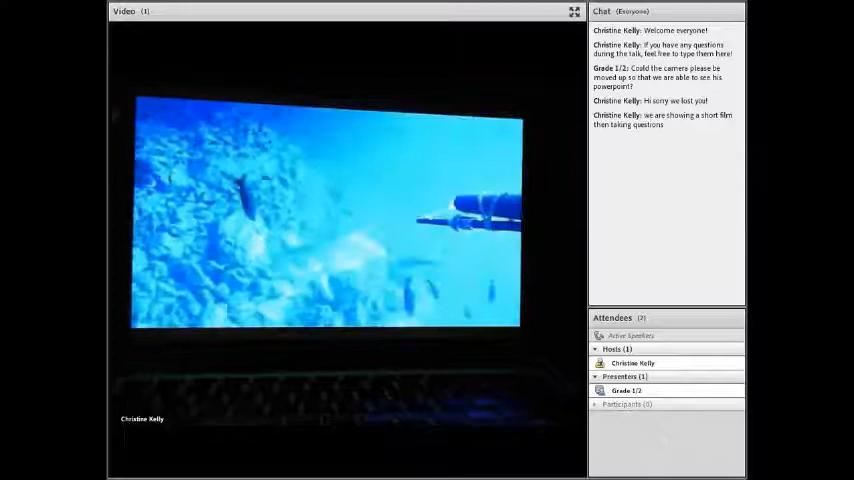 Video (1)
Chat (Everyone)
Christine Kelly: Welcome everyone!
Christine Kelly: If you have any questions
during the talk, feel free to type them here!
Grade 1/2: Could the camera please be
moved up so that we are able to see his
powerpoint?
Christine Kelly: Hi sorry we lost you!
Christine Kelly: we are showing a short film
then taking questions
Attendees (2)
Active Speakers
Hosts (1)
Christine Kelly
Presenters (1)
Grade 1/2
Participants (0)
Christine Kelly